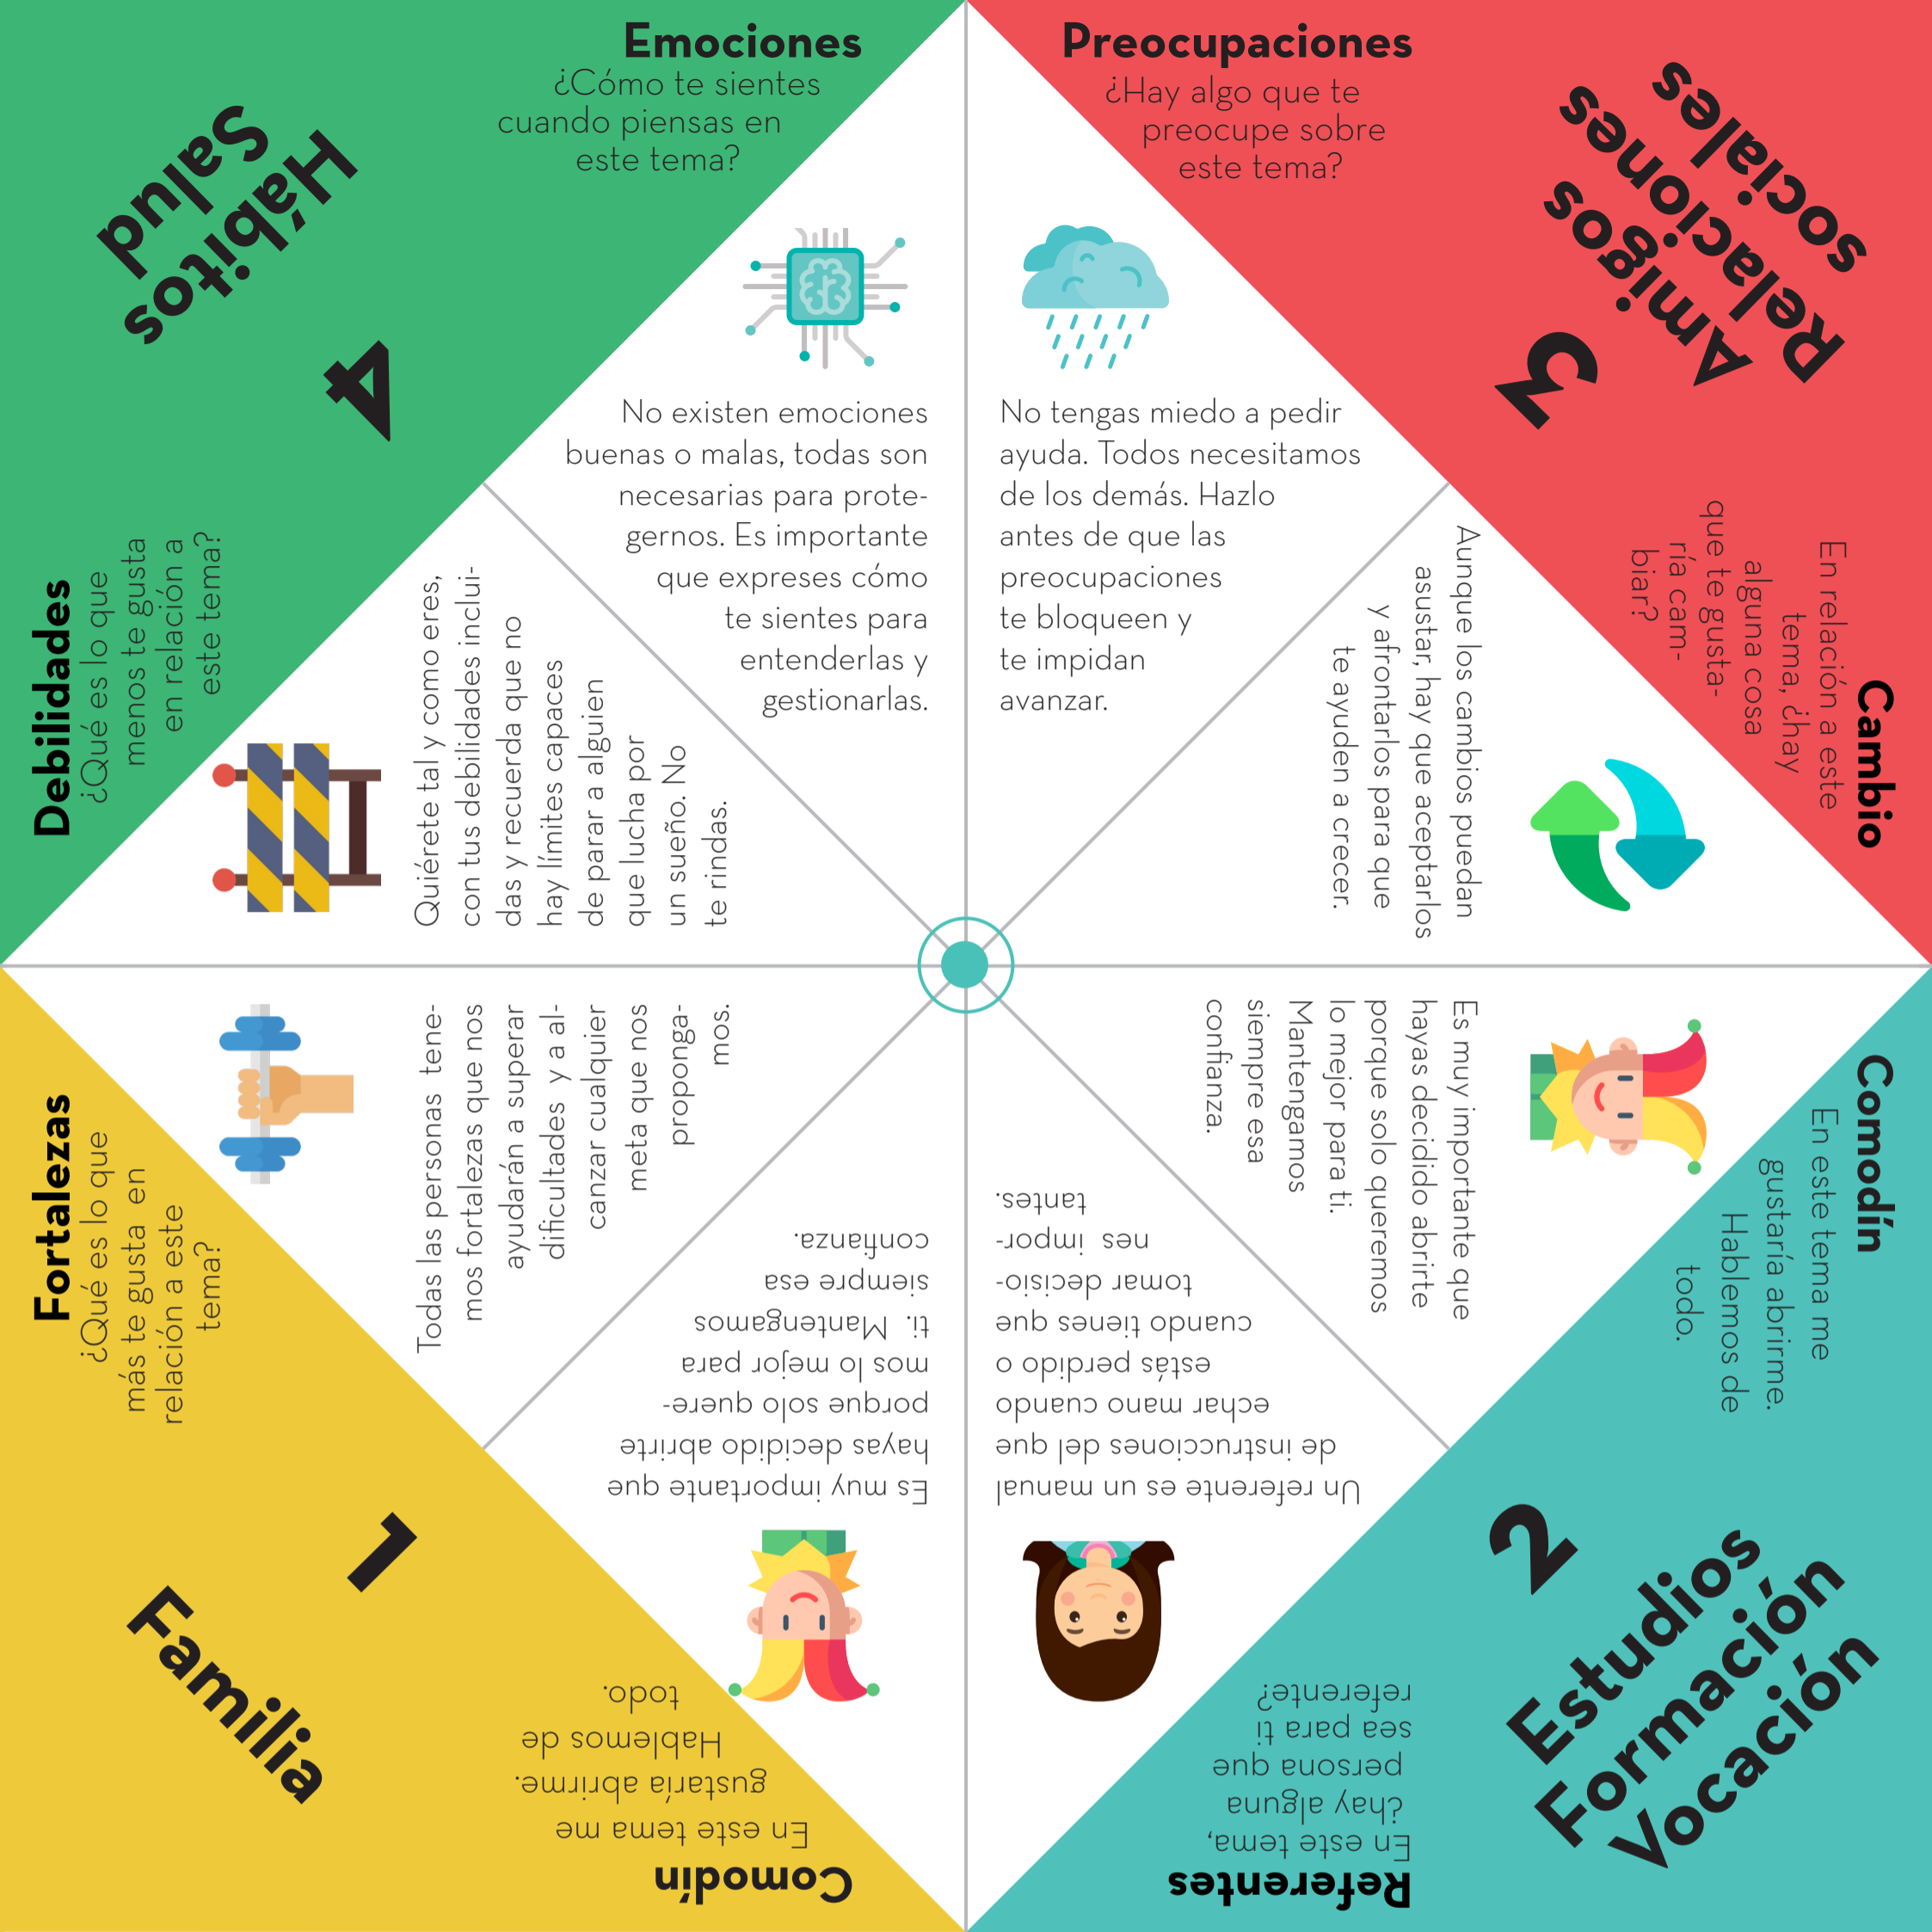 Emociones
¿Cómo te sientes
cuando piensas en
este tema?
No existen emociones
buenas o malas, todas son
necesarias para prote-
gernos. Es importante
que expreses cómo
te sientes para
entenderlas y
gestionarlas.
Preocupaciones
¿Hay algo que te
preocupe sobre
este tema?
No tengas miedo a pedir
ayuda. Todos necesitamos
de los demás. Hazlo
antes de que las
preocupaciones
te bloqueen y
te impidan
avanzar.
3
Amigos
Relaciones
sociales
Cambio
En relación a este
tema, ¿hay
alguna cosa
que te gusta-
ría cam-
biar?
Aunque los cambios puedan
asustar, hay que aceptarlos
y afrontarlos para que
te ayuden a crecer.
Comodín
En este tema me
gustaría abrirme.
Hablemos de
todo.
Es muy importante que
hayas decidido abrirte
porque solo queremos
lo mejor para ti.
Mantengamos
siempre esa
confianza.
2
Estudios
Formación
Vocación
Referentes
En este tema,
¿hay alguna
persona que
sea para ti
referente?
Un referente es un manual
de instrucciones del que
echar mano cuando
estás perdido o
cuando tienes que
tomar decisio-
nes impor-
tantes.
Comodín
En este tema me
gustaría abrirme.
Hablemos de
todo.
Es muy importante que
hayas decidido abrirte
porque solo quere-
mos lo mejor para
ti. Mantengamos
siempre esa
confianza.
1
Familia
Fortalezas
¿Qué es lo que
más te gusta en
relación a este
tema?
Todas las personas tene-
mos fortalezas que nos
ayudarán a superar
dificultades y a al-
canzar cualquier
meta que nos
proponga-
mos.
Debilidades
¿Qué es lo que
menos te gusta
en relación a
este tema?
Quiérete tal y como eres,
con tus debilidades inclui-
das y recuerda que no
hay límites capaces
de parar a alguien
que lucha por
un sueño. No
te rindas.
4
Hábitos
Salud